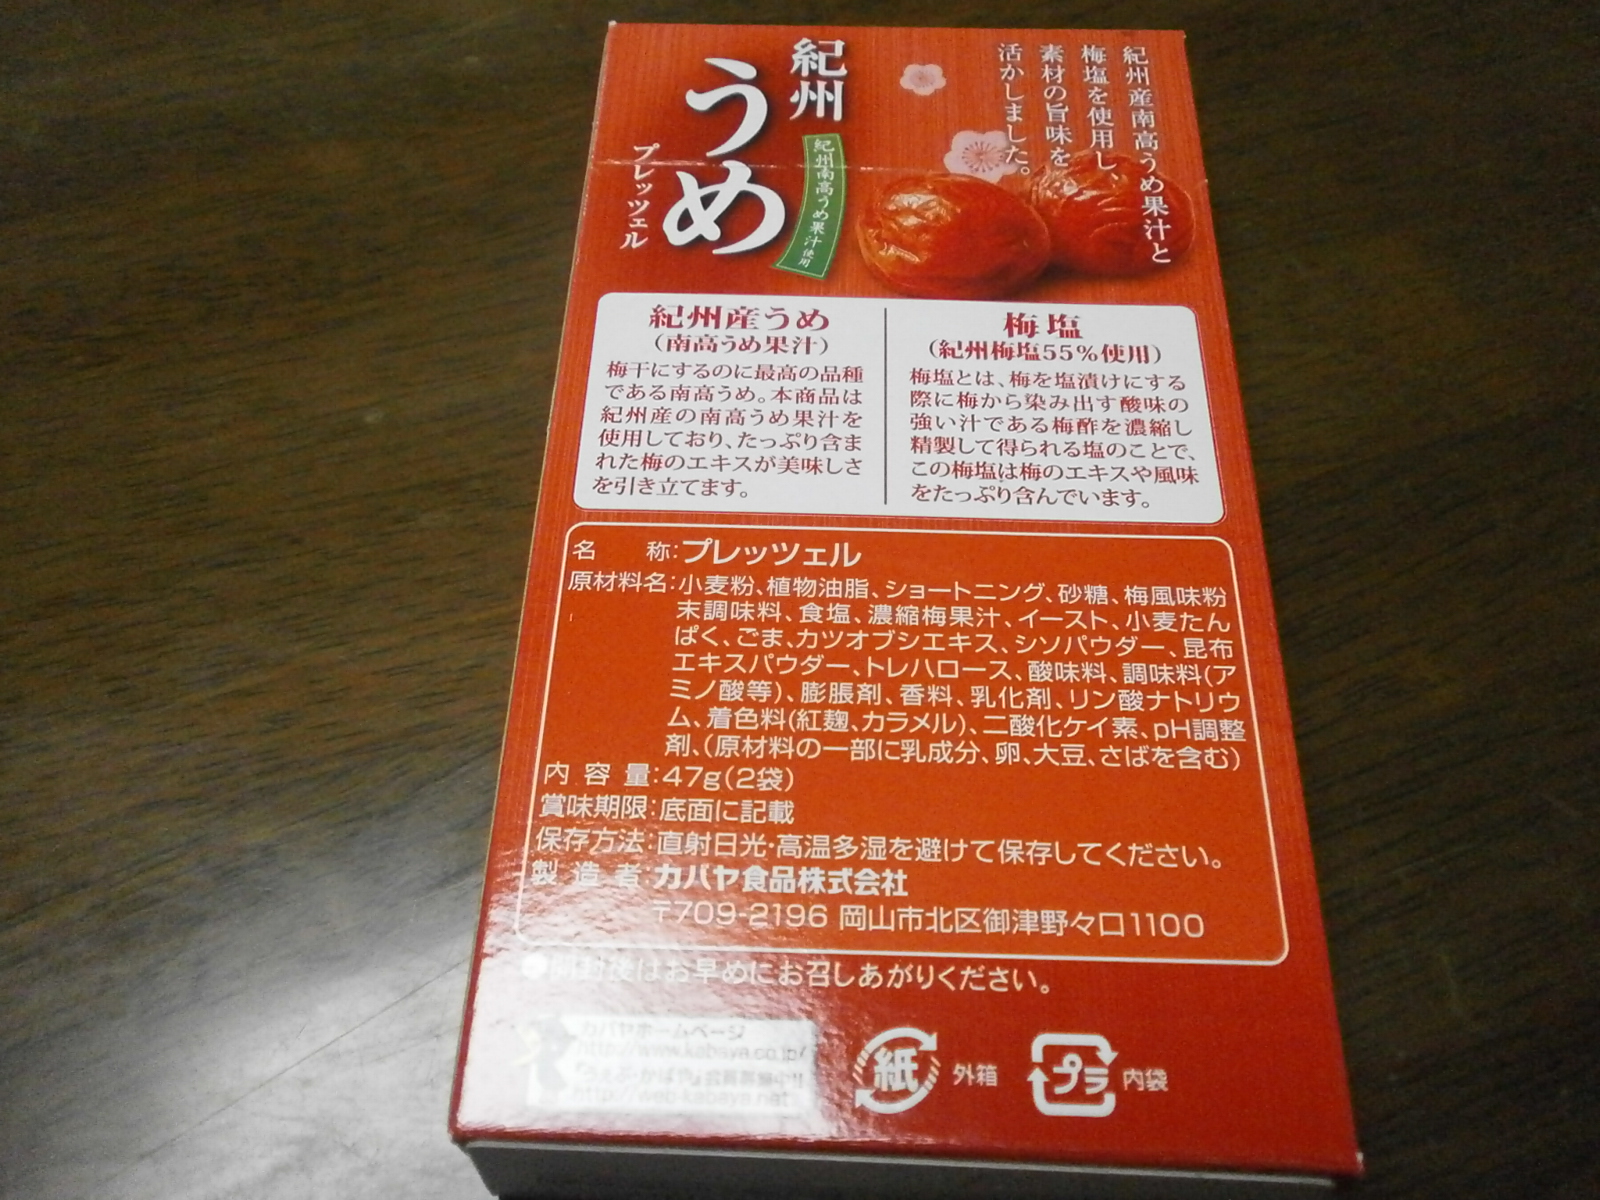 紀州産南高うめ果汁と
梅塩を使用し、
素材の旨味を
活かしました。
紀州
うめ
プレッツェル
紀州南高うめ果汁使用
紀州産うめ
（南高うめ果汁）
梅干にするのに最高の品種
である南高うめ。本商品は
紀州産の南高うめ果汁を
使用しており、たっぷり含ま
れた梅のエキスが美味しさ
を引き立てます。
梅塩
（紀州梅塩55%使用）
梅塩とは、梅を塩漬けにする
際に梅から染み出す酸味の
強い汁である梅酢を濃縮し
精製して得られる塩のことで、
この梅塩は梅のエキスや風味
をたっぷり含んでいます。
名 称：プレッツェル
原材料名：小麦粉、植物油脂、ショートニング、砂糖、梅風味粉
末調味料、食塩、濃縮梅果汁、イースト、小麦たん
ぱく、ごま、カツオブシエキス、シソパウダー、昆布
エキスパウダー、トレハロース、酸味料、調味料（ア
ミノ酸等）、膨脹剤、香料、乳化剤、リン酸ナトリウ
ム、着色料（紅麹、カラメル）、二酸化ケイ素、pH調整
剤、（原材料の一部に乳成分、卵、大豆、さばを含む）
内容量：47g（2袋）
賞味期限：底面に記載
保存方法：直射日光・高温多湿を避けて保存してください。
製造者：カバヤ食品株式会社
〒709-2196 岡山市北区御津野々口1100
●開封後はお早めにお召しあがりください。
カバヤホームページ
http://www.kabaya.co.jp/
http://web-kabaya.net
紙 外箱
プラ 内袋